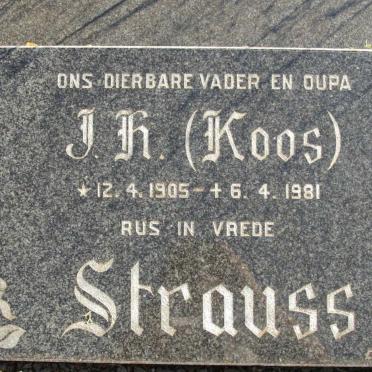 ONS DIERBARE VADER EN OUPA
J. H. (Koos)
* 12. 4. 1905 - + 6. 4. 1981
RUS IN VREDE
Strauss